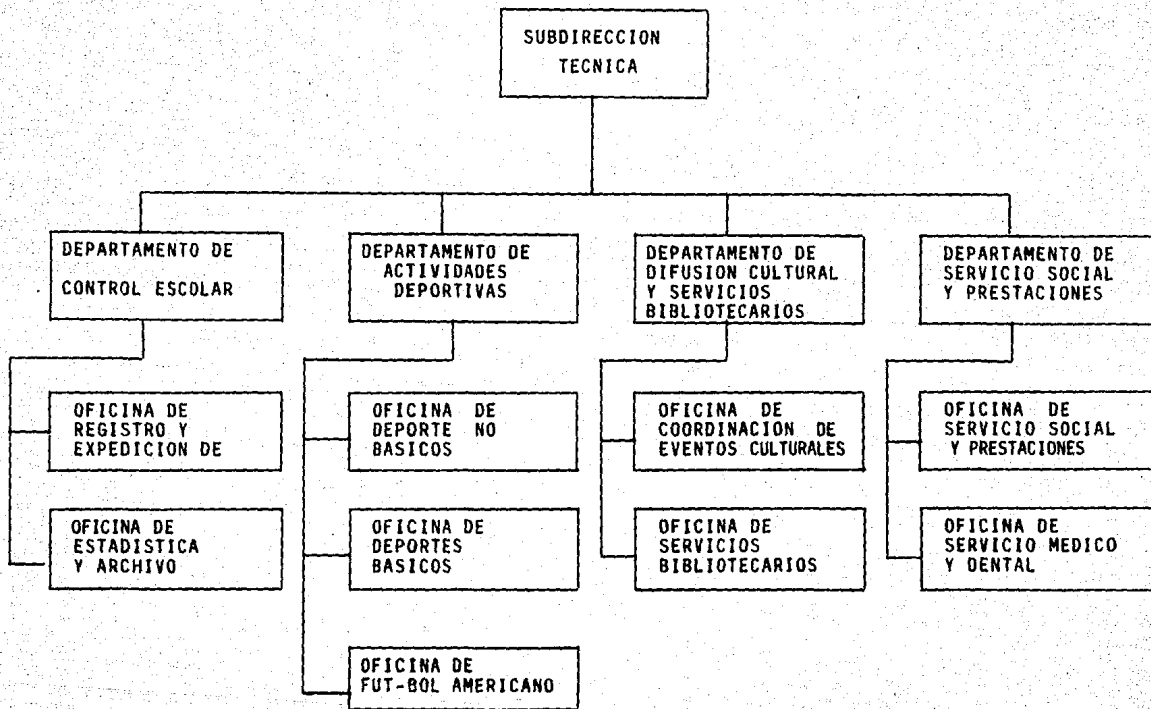 SUBDIRECCION
TECNICA
DEPARTAMENTO DE
CONTROL ESCOLAR
DEPARTAMENTO DE
ACTIVIDADES
DEPORTIVAS
DEPARTAMENTO DE
DIFUSION CULTURAL
Y SERVICIOS
BIBLIOTECARIOS
DEPARTAMENTO DE
SERVICIO SOCIAL
Y PRESTACIONES
OFICINA DE
REGISTRO Y
EXPEDICION DE
OFICINA DE
DEPORTE NO
BASICOS
OFICINA DE
COORDINACION DE
EVENTOS CULTURALES
OFICINA DE
SERVICIO SOCIAL
Y PRESTACIONES
OFICINA DE
ESTADISTICA
Y ARCHIVO
OFICINA DE
DEPORTES
BASICOS
OFICINA DE
SERVICIOS
BIBLIOTECARIOS
OFICINA DE
SERVICIO MEDICO
Y DENTAL
OFICINA DE
FUT-BOL AMERICANO